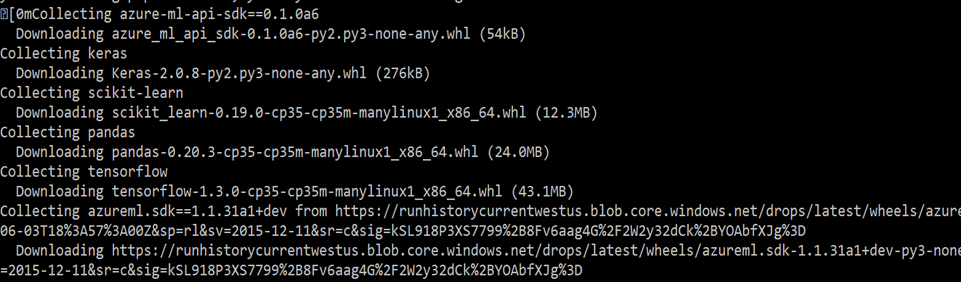 [0mCollecting azure-ml-api-sdk==0.1.0a6
Downloading azure_ml_api_sdk-0.1.0a6-py2.py3-none-any.whl (54kB)
Collecting keras
Downloading Keras-2.0.8-py2.py3-none-any.whl (276kB)
Collecting scikit-learn
Downloading scikit_learn-0.19.0-cp35-cp35m-manylinux1_x86_64.whl (12.3MB)
Collecting pandas
Downloading pandas-0.20.3-cp35-cp35m-manylinux1_x86_64.whl (24.0MB)
Collecting tensorflow
Downloading tensorflow-1.3.0-cp35-cp35m-manylinux1_x86_64.whl (43.1MB)
Collecting azureml.sdk==1.1.31a1+dev from https://runhistorycurrentwestus.blob.core.windows.net/drops/latest/wheels/azure
06-03T18%3A57%3A00Z&sp=rl&sv=2015-12-11&sr=c&sig=kSL918P3XS7799%2B8Fv6aag4G%2F2W2y32dCk%2BYOAbfXJg%3D
Downloading https://runhistorycurrentwestus.blob.core.windows.net/drops/latest/wheels/azureml.sdk-1.1.31a1+dev-py3-none
=2015-12-11&sr=c&sig=kSL918P3XS7799%2B8Fv6aag4G%2F2W2y32dCk%2BYOAbfXJg%3D